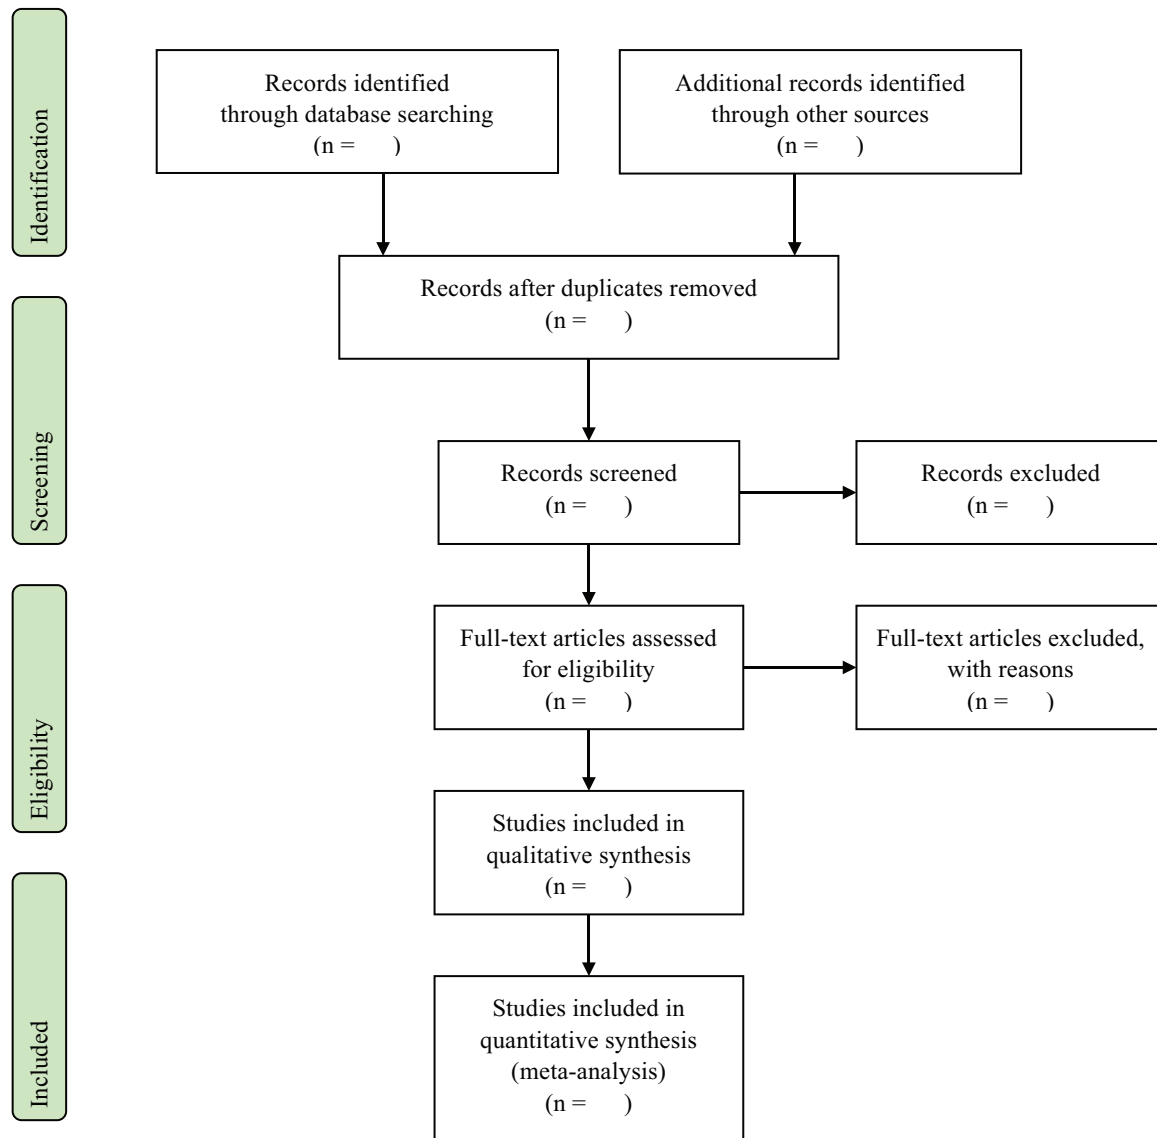 Identification
Records identified
through database searching
(n =      )
Additional records identified
through other sources
(n =      )
Records after duplicates removed
(n =      )
Screening
Records screened
(n =      )
Records excluded
(n =      )
Eligibility
Full-text articles assessed
for eligibility
(n =      )
Full-text articles excluded,
with reasons
(n =      )
Studies included in
qualitative synthesis
(n =      )
Included
Studies included in
quantitative synthesis
(meta-analysis)
(n =      )